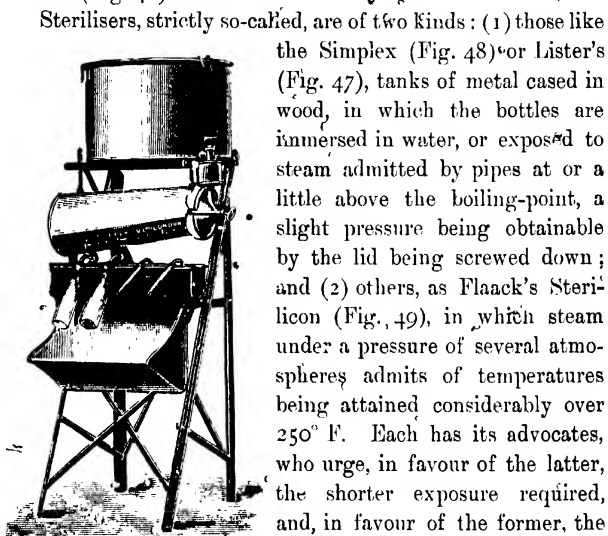 Sterilisers, strictly so-called, are of two kinds: (1) those like
the Simplex (Fig. 48) or Lister's
(Fig. 47), tanks of metal cased in
wood, in which the bottles are
immersed in water, or exposed to
steam admitted by pipes at or a
little above the boiling-point, a
slight pressure being obtainable
by the lid being screwed down;
and (2) others, as Flaack's Steri-
licon (Fig. 49), in which steam
under a pressure of several atmo-
spheres admits of temperatures
being attained considerably over
250° F. Each has its advocates,
who urge, in favour of the latter,
the shorter exposure required,
and, in favour of the former, the